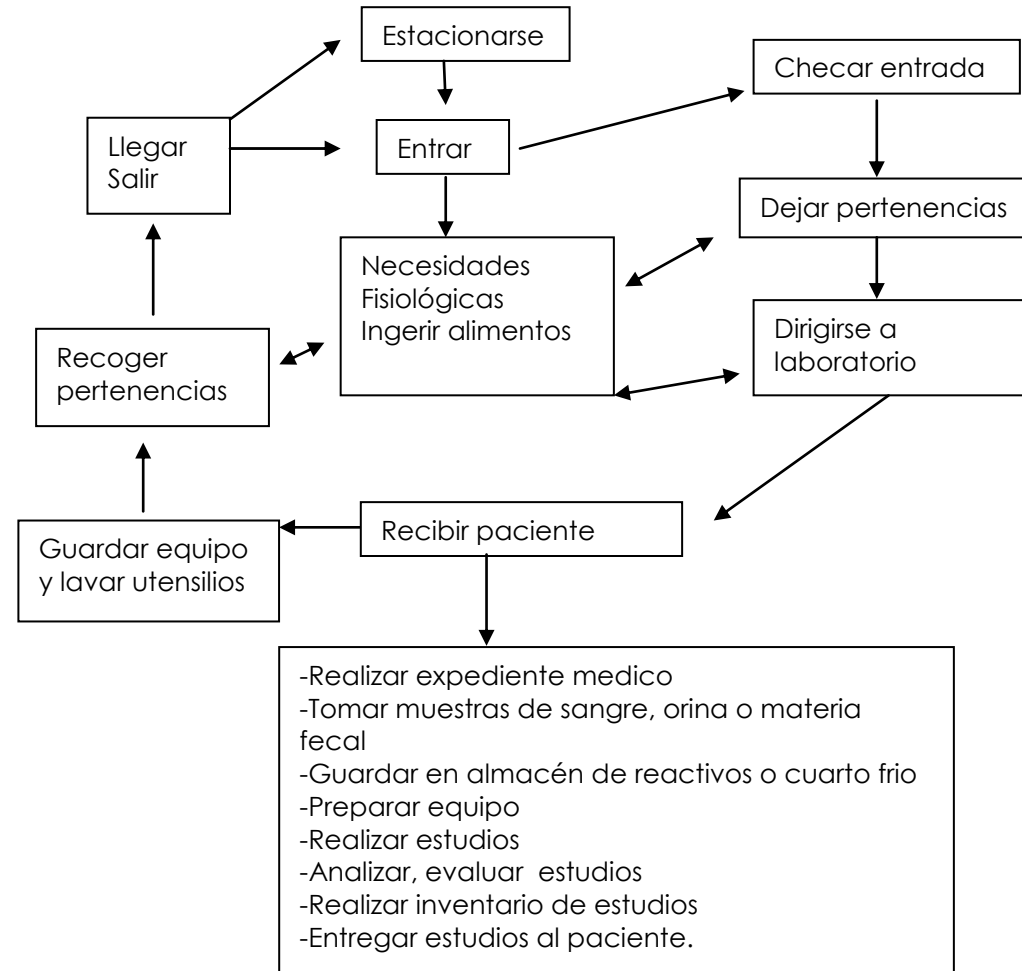 Estacionarse
Checar entrada
Llegar
Salir
Entrar
Dejar pertenencias
Necesidades
Fisiológicas
Ingerir alimentos
Dirigirse a
laboratorio
Recoger
pertenencias
Recibir paciente
Guardar equipo
y lavar utensilios
-Realizar expediente medico
-Tomar muestras de sangre, orina o materia
fecal
-Guardar en almacén de reactivos o cuarto frio
-Preparar equipo
-Realizar estudios
-Analizar, evaluar  estudios
-Realizar inventario de estudios
-Entregar estudios al paciente.